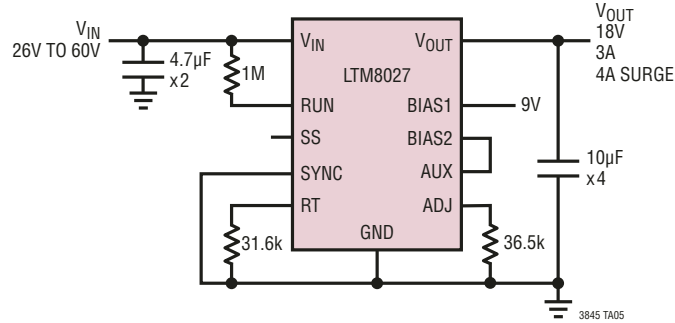 VIN
26V TO 60V
4.7µF
x2
1M
VIN
RUN
SS
SYNC
RT
LTM8027
GND
VOUT
BIAS1
BIAS2
AUX
ADJ
9V
31.6k
36.5k
VOUT
18V
3A
4A SURGE
10µF
x4
3845 TA05